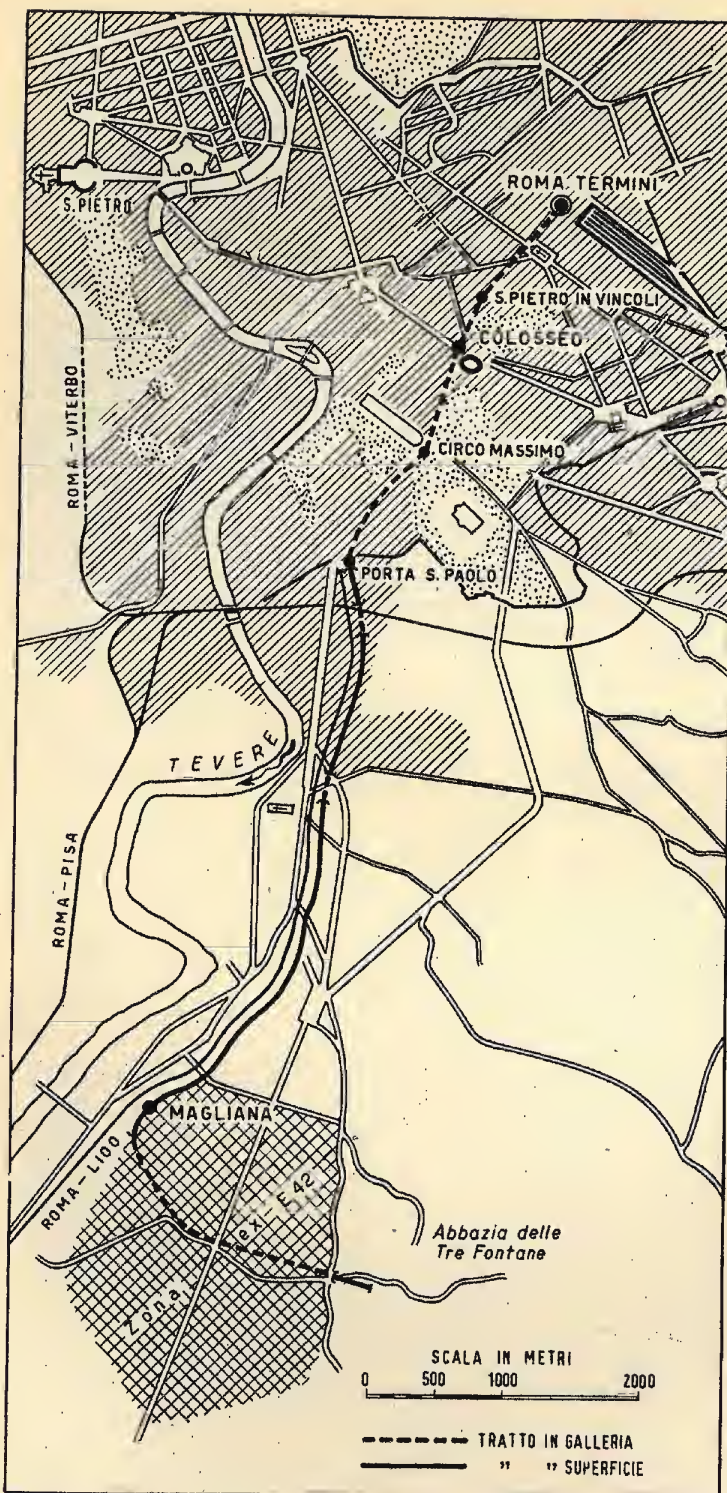 ROMA TERMINI
S. PIETRO
S. PIETRO IN VINCOLI
COLOSSEO
ROMA - VITERBO
CIRCO MASSIMO
PORTA S. PAOLO
TEVERE
ROMA - PISA
MAGLIANA
ROMA - LIDO
Zona ex - E 42
Abbazia delle
Tre Fontane
SCALA IN METRI
0 500 1000 2000
TRATTO IN GALLERIA
" " SUPERFICIE